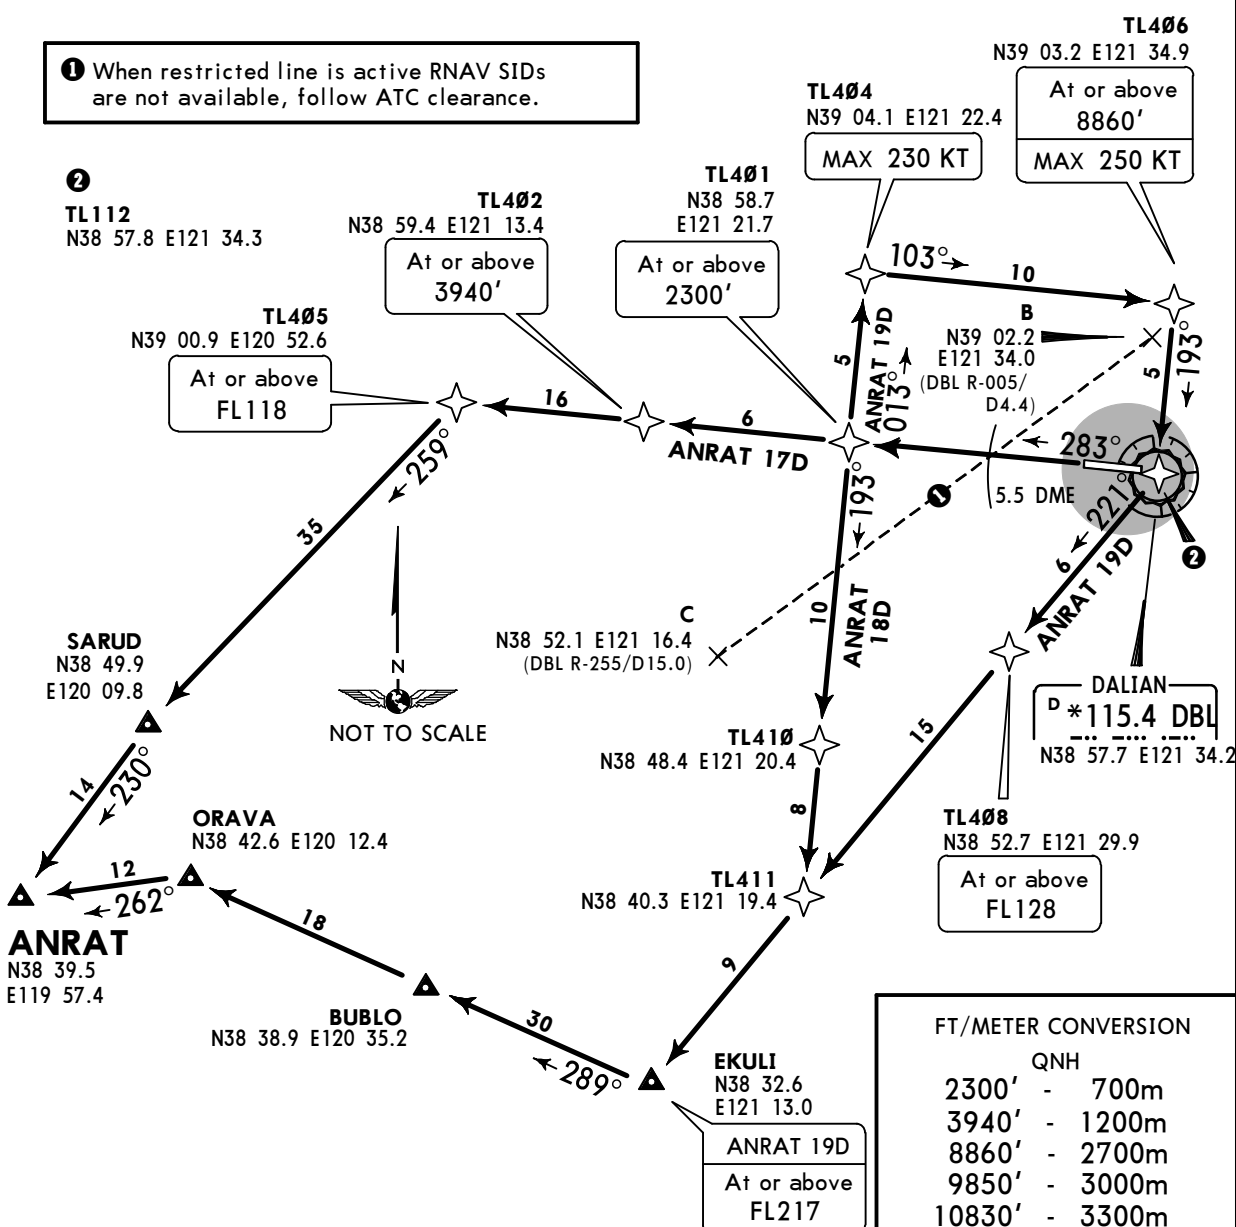 ❶ When restricted line is active RNAV SIDs
are not available, follow ATC clearance.
❷
TL112
N38 57.8 E121 34.3
TL4Ø6
N39 03.2 E121 34.9
At or above
8860'
MAX 250 KT
TL4Ø4
N39 04.1 E121 22.4
MAX 230 KT
TL4Ø1
N38 58.7
E121 21.7
At or above
2300'
TL4Ø2
N38 59.4 E121 13.4
At or above
3940'
TL4Ø5
N39 00.9 E120 52.6
At or above
FL118
103°
10
B
N39 02.2
E121 34.0
(DBL R-005/
D4.4)
193°
5
5
ANRAT 19D
013°
16
6
ANRAT 17D
283°
5.5 DME
❶
221°
❷
6
ANRAT 19D
259°
35
193°
10
ANRAT
18D
C
N38 52.1 E121 16.4
(DBL R-255/D15.0)
SARUD
N38 49.9
E120 09.8
N
NOT TO SCALE
DALIAN
D *115.4 DBL
N38 57.7 E121 34.2
TL41Ø
N38 48.4 E121 20.4
15
14
230°
8
TL4Ø8
N38 52.7 E121 29.9
At or above
FL128
ORAVA
N38 42.6 E120 12.4
12
262°
TL411
N38 40.3 E121 19.4
ANRAT
N38 39.5
E119 57.4
18
9
BUBLO
N38 38.9 E120 35.2
30
289°
EKULI
N38 32.6
E121 13.0
ANRAT 19D
At or above
FL217
FT/METER CONVERSION
QNH
2300' - 700m
3940' - 1200m
8860' - 2700m
9850' - 3000m
10830' - 3300m